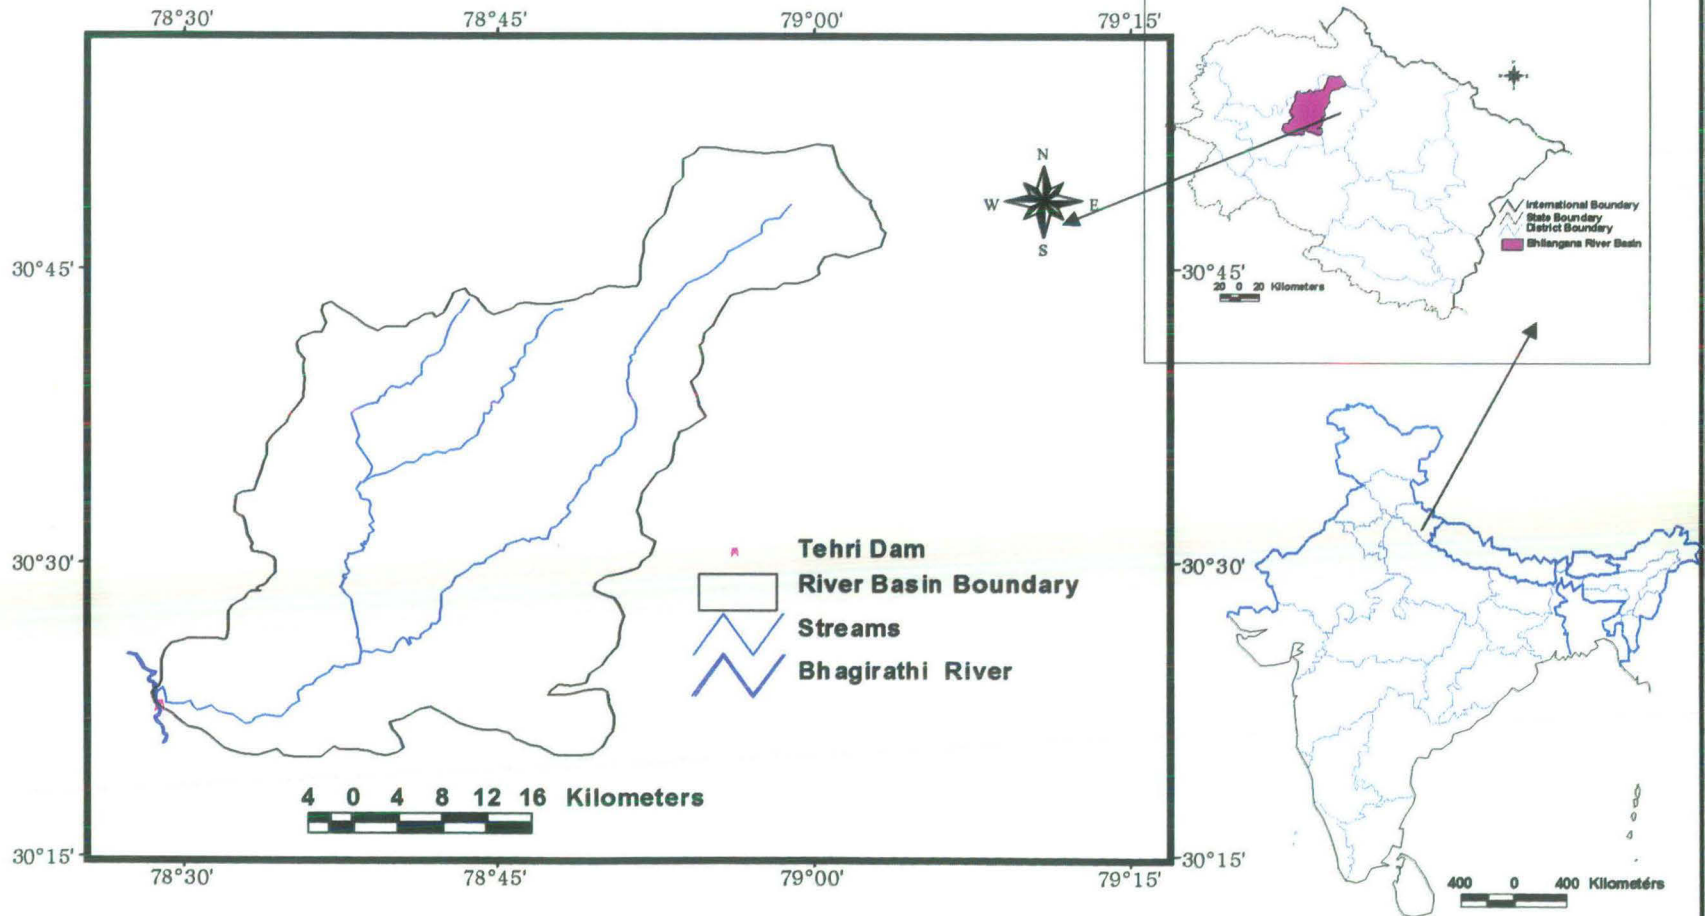 78°30' 78°45' 79°00' 79°15'
N
W E
S
30°45' 30°45'
30°30' 30°30'
30°15' 30°15'
Tehri Dam
River Basin Boundary
Streams
Bhagirathi River
4 0 4 8 12 16 Kilometers
78°30' 78°45' 79°00' 79°15'
International Boundary
State Boundary
District Boundary
Bhilangana River Basin
20 0 20 Kilometers
400 0 400 Kilometers